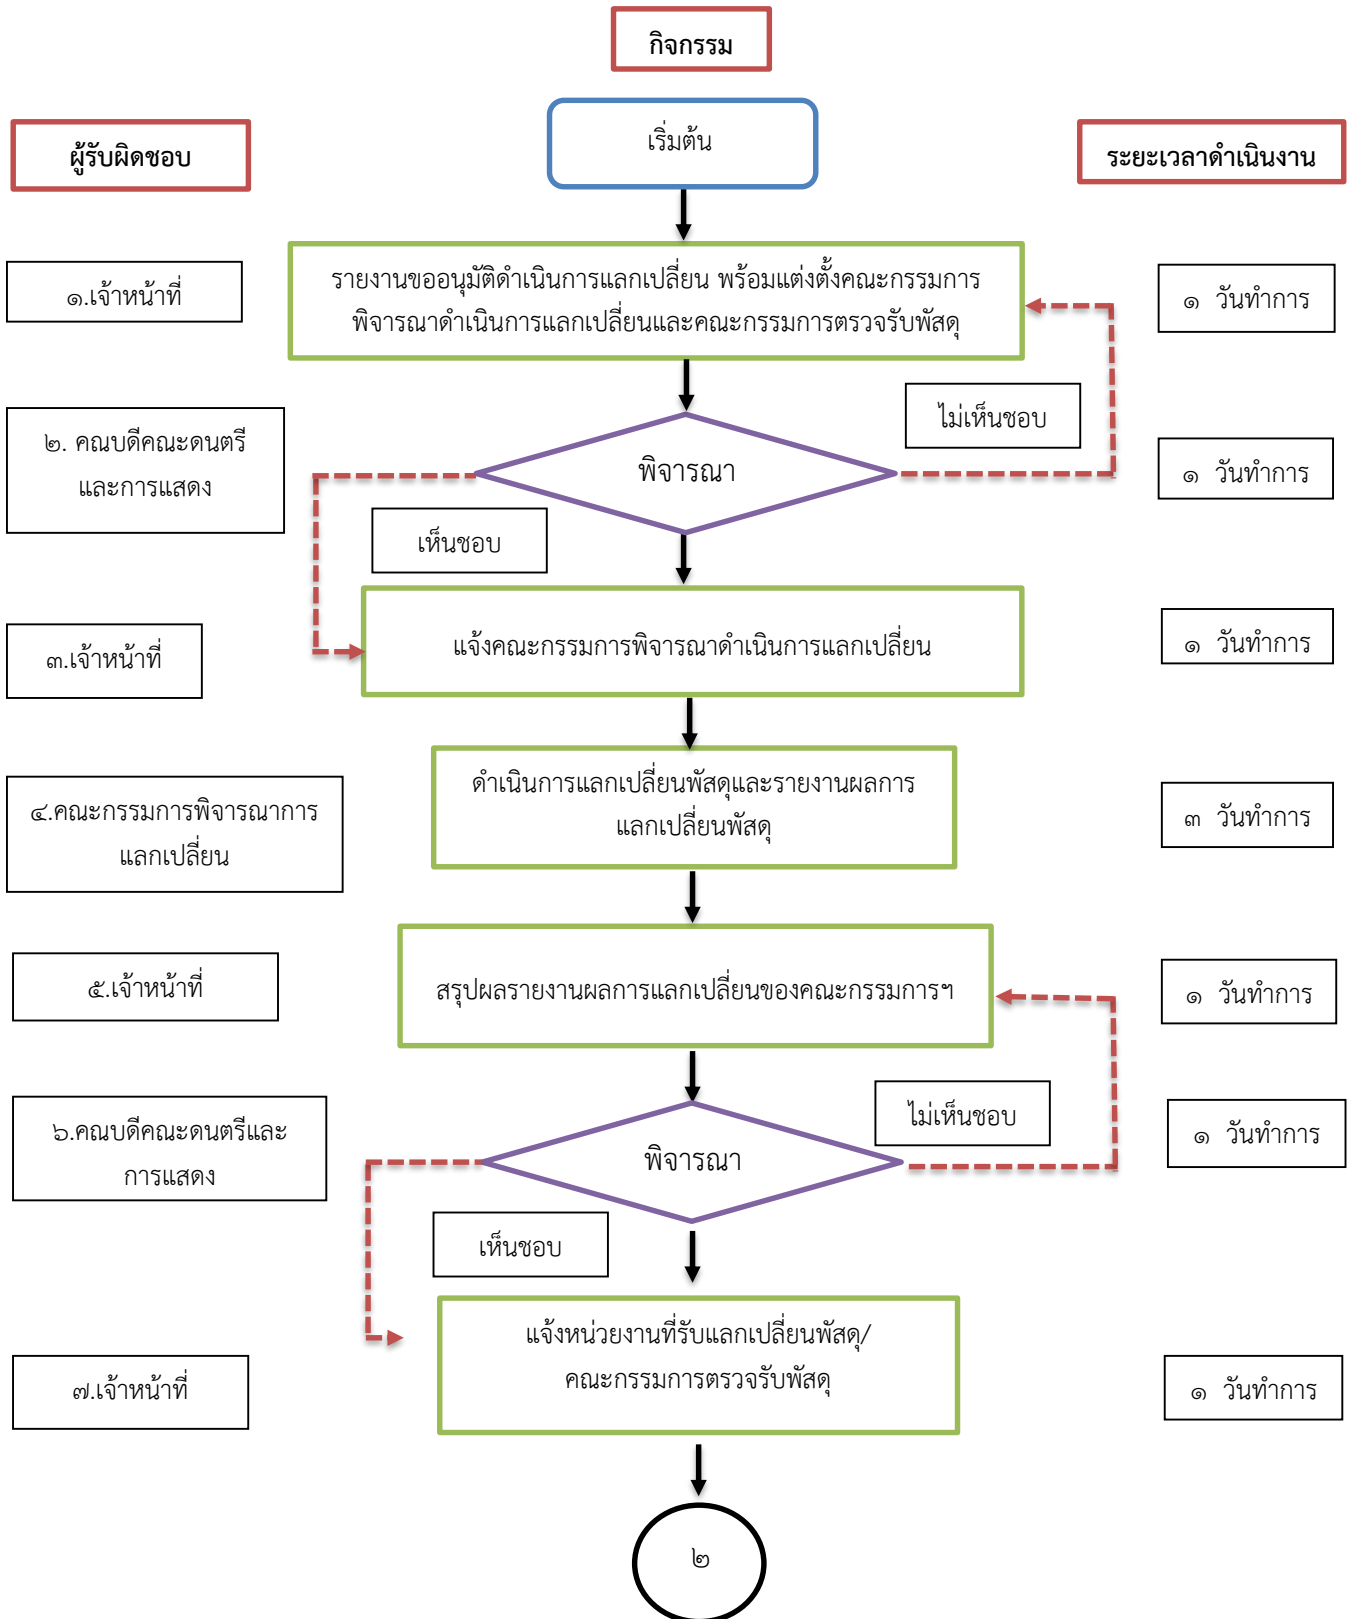 กิจกรรม
เริ่มต้น
ผู้รับผิดชอบ
ระยะเวลาดำเนินงาน
๑.เจ้าหน้าที่
รายงานขออนุมัติดำเนินการแลกเปลี่ยน พร้อมแต่งตั้งคณะกรรมการ
พิจารณาดำเนินการแลกเปลี่ยนและคณะกรรมการตรวจรับพัสดุ
๑ วันทำการ
๒. คณบดีคณะดนตรี
และการแสดง
พิจารณา
ไม่เห็นชอบ
๑ วันทำการ
เห็นชอบ
๓.เจ้าหน้าที่
แจ้งคณะกรรมการพิจารณาดำเนินการแลกเปลี่ยน
๑ วันทำการ
๔.คณะกรรมการพิจารณาการ
แลกเปลี่ยน
ดำเนินการแลกเปลี่ยนพัสดุและรายงานผลการ
แลกเปลี่ยนพัสดุ
๓ วันทำการ
๕.เจ้าหน้าที่
สรุปผลรายงานผลการแลกเปลี่ยนของคณะกรรมการฯ
๑ วันทำการ
๖.คณบดีคณะดนตรีและ
การแสดง
พิจารณา
ไม่เห็นชอบ
๑ วันทำการ
เห็นชอบ
๗.เจ้าหน้าที่
แจ้งหน่วยงานที่รับแลกเปลี่ยนพัสดุ/
คณะกรรมการตรวจรับพัสดุ
๑ วันทำการ
๒